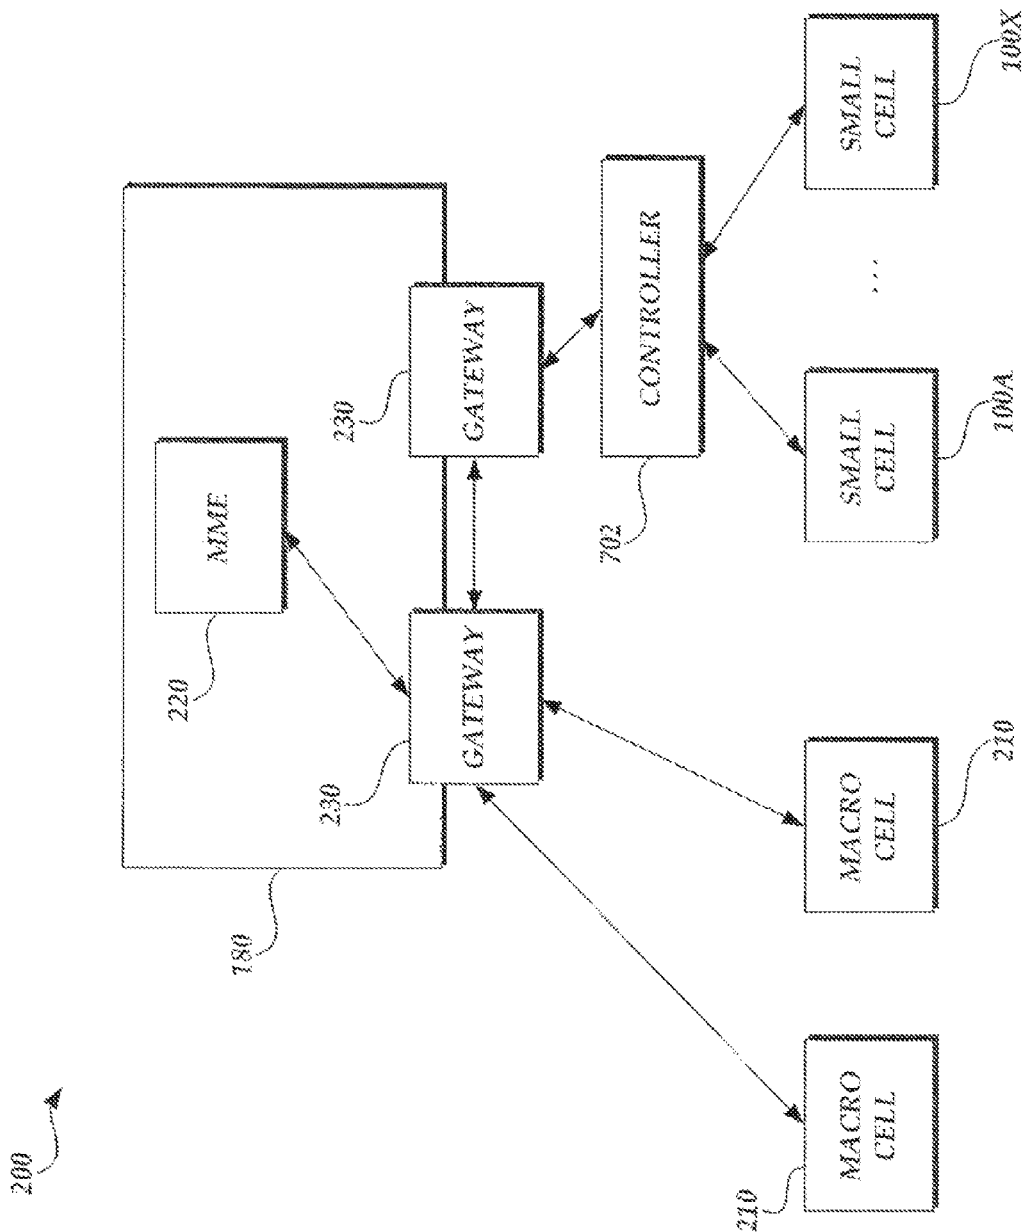 200
220
MME
180
230
GATEWAY
230
GATEWAY
702
CONTROLLER
210
MACRO
CELL
MACRO
CELL
210
SMALL
CELL
100A
...
SMALL
CELL
100X